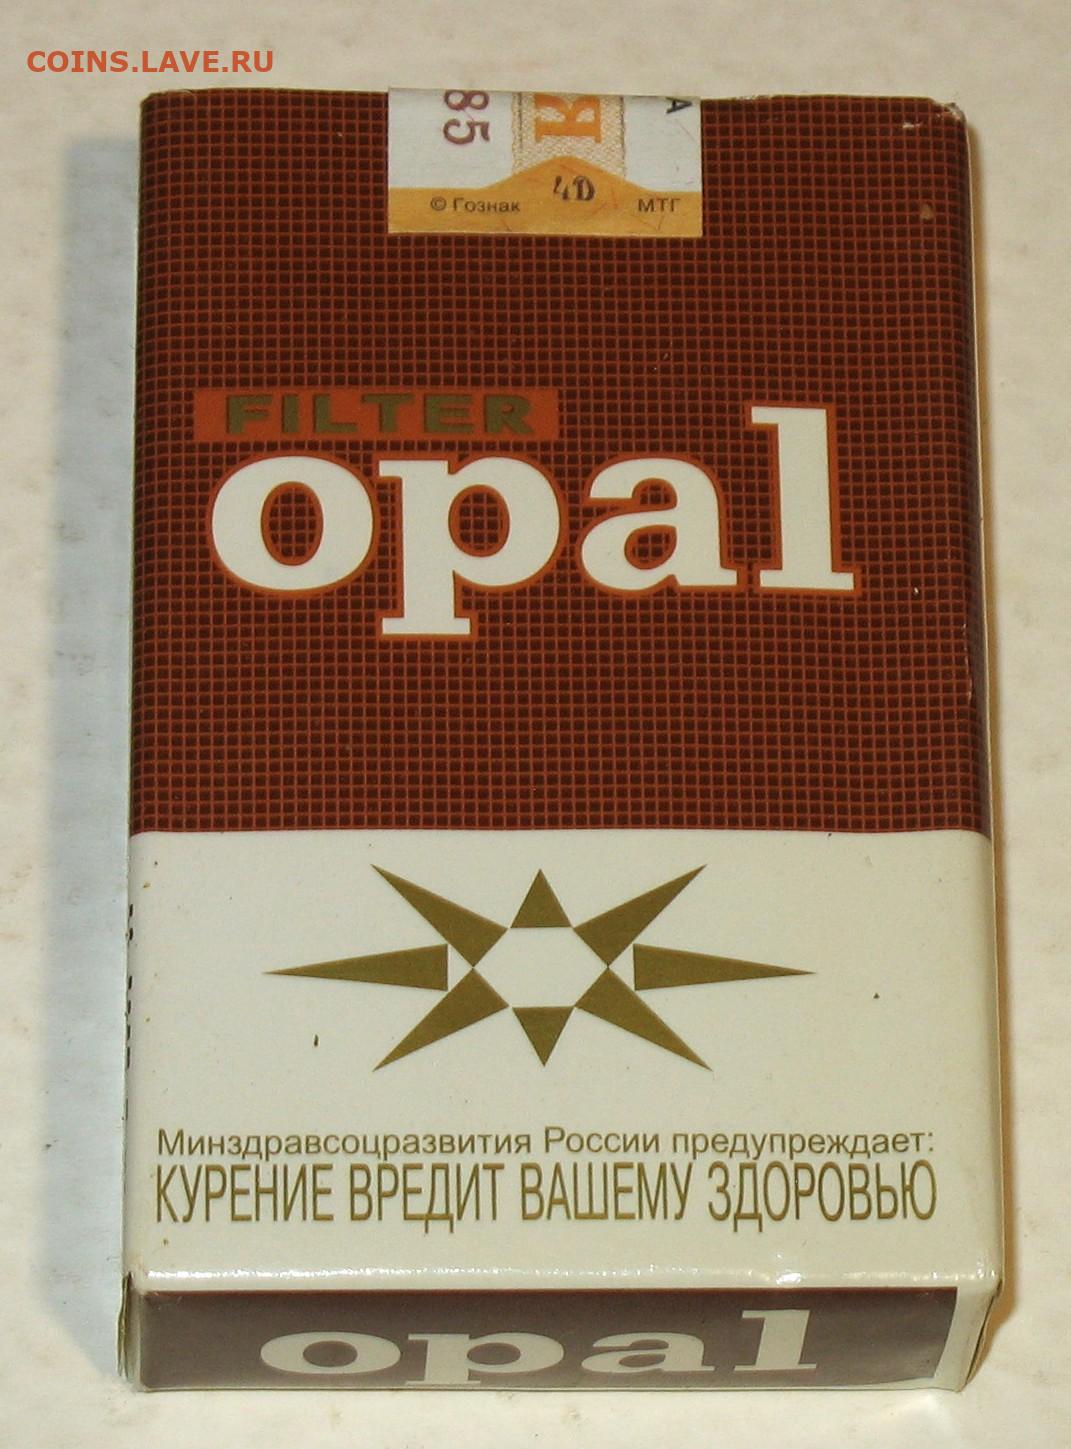 COINS.LAVE.RU
85
А
4D
© Гознак МТГ
FILTER
opal
Минздравсоцразвития России предупреждает:
КУРЕНИЕ ВРЕДИТ ВАШЕМУ ЗДОРОВЬЮ
opal